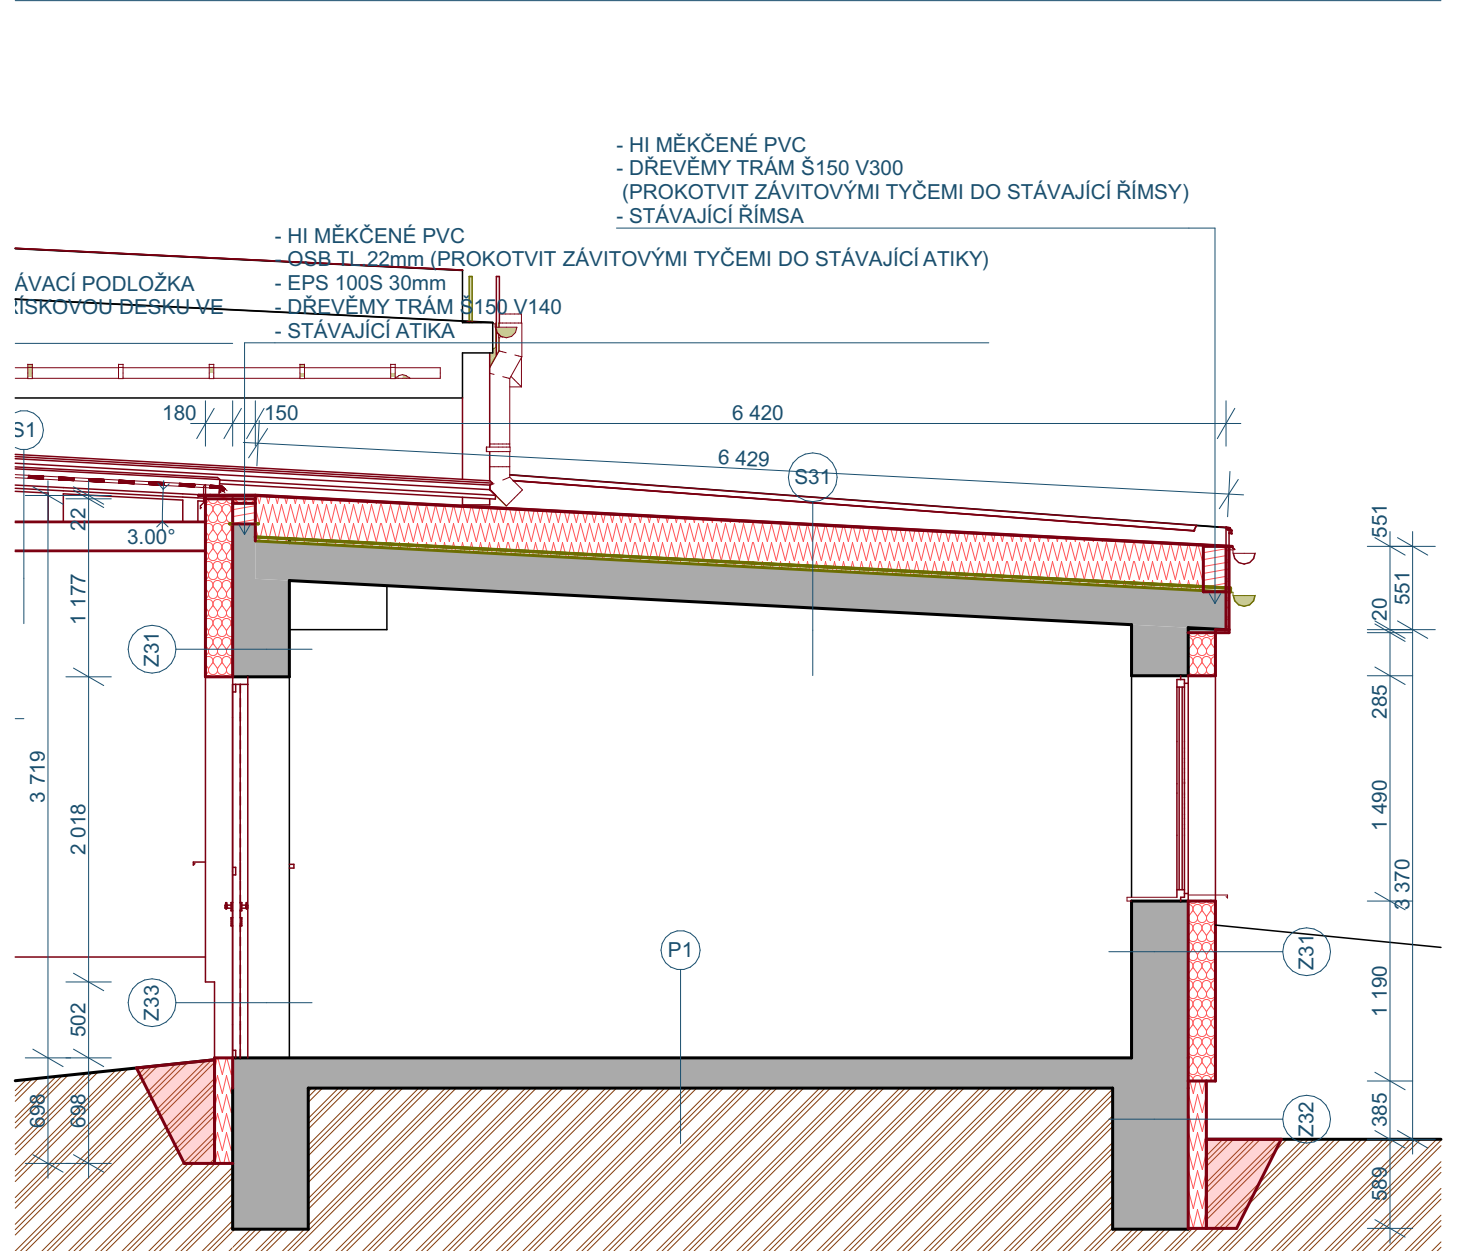 - HI MĚKČENÉ PVC
- DŘEVĚMY TRÁM Š150 V300
(PROKOTVIT ZÁVITOVÝMI TYČEMI DO STÁVAJÍCÍ ŘÍMSY)
- STÁVAJÍCÍ ŘÍMSA
- HI MĚKČENÉ PVC
- OSB TL. 22mm (PROKOTVIT ZÁVITOVÝMI TYČEMI DO STÁVAJÍCÍ ATIKY)
- EPS 100S 30mm
- DŘEVĚMY TRÁM Š150 V140
- STÁVAJÍCÍ ATIKA
ÁVACÍ PODLOŽKA
ŘÍSKOVOU DESKU VE
180
150
6 420
S1
6 429
S31
22
3.00°
1 177
Z31
3 719
2 018
Z33
502
698
698
P1
551
551
20
285
1 490
3 370
Z31
1 190
Z32
385
589